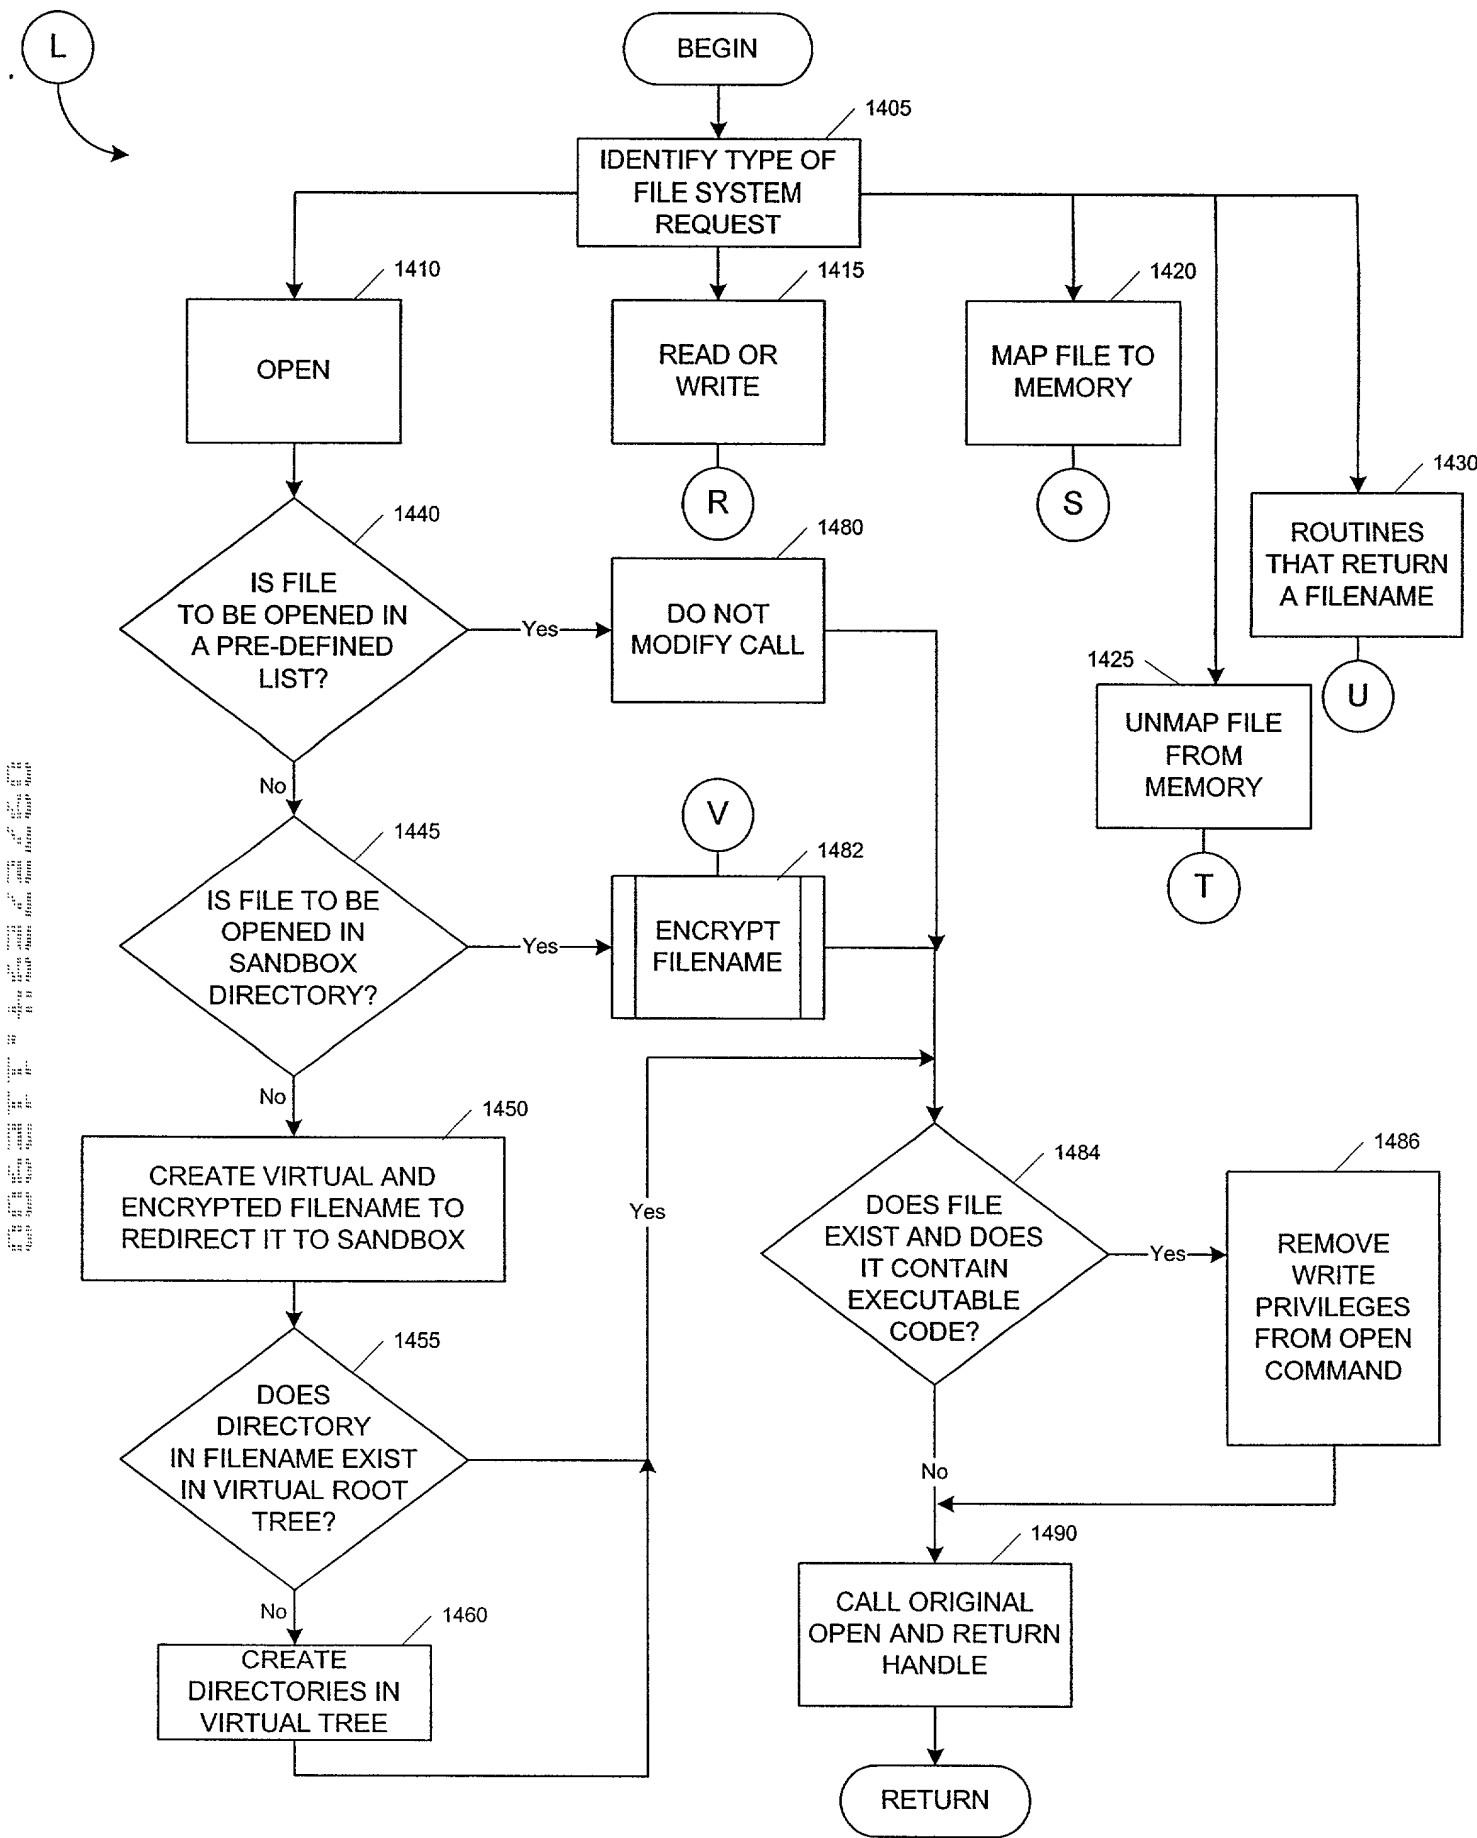 L
BEGIN
1405
IDENTIFY TYPE OF
FILE SYSTEM
REQUEST
1410
OPEN
1415
READ OR
WRITE
R
1420
MAP FILE TO
MEMORY
S
1430
ROUTINES
THAT RETURN
A FILENAME
U
1425
UNMAP FILE
FROM
MEMORY
T
1440
IS FILE
TO BE OPENED IN
A PRE-DEFINED
LIST?
Yes
No
1480
DO NOT
MODIFY CALL
1445
IS FILE TO BE
OPENED IN
SANDBOX
DIRECTORY?
Yes
No
V
1482
ENCRYPT
FILENAME
1450
CREATE VIRTUAL AND
ENCRYPTED FILENAME TO
REDIRECT IT TO SANDBOX
1455
DOES
DIRECTORY
IN FILENAME EXIST
IN VIRTUAL ROOT
TREE?
Yes
No
1460
CREATE
DIRECTORIES IN
VIRTUAL TREE
1484
DOES FILE
EXIST AND DOES
IT CONTAIN
EXECUTABLE
CODE?
Yes
No
1486
REMOVE
WRITE
PRIVILEGES
FROM OPEN
COMMAND
1490
CALL ORIGINAL
OPEN AND RETURN
HANDLE
RETURN